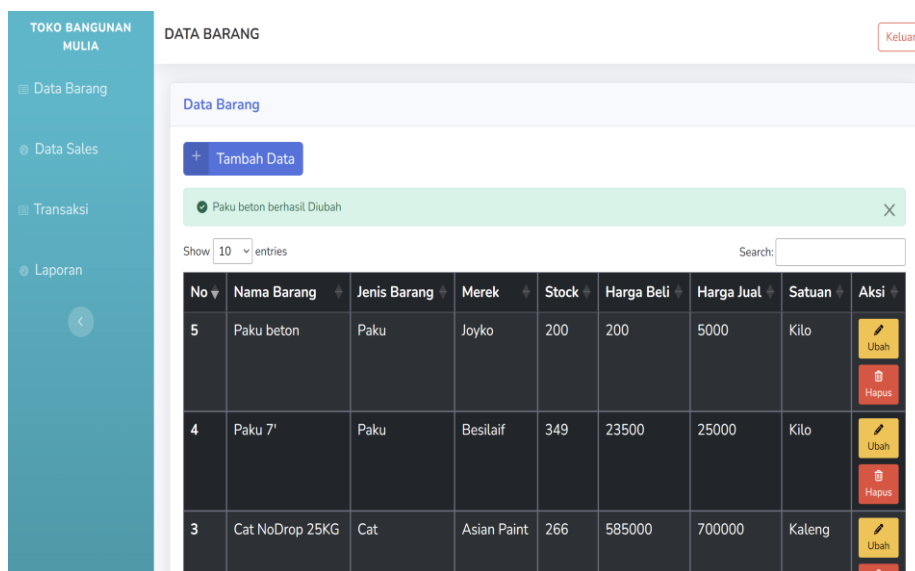 TOKO BANGUNAN
MULIA
DATA BARANG
Keluar
Data Barang
Data Sales
Transaksi
Laporan
Data Barang
+ Tambah Data
Paku beton berhasil Diubah
Show 10 entries
Search:
No Nama Barang Jenis Barang Merek Stock Harga Beli Harga Jual Satuan Aksi
5 Paku beton Paku Joyko 200 200 5000 Kilo Ubah
Hapus
4 Paku 7' Paku Besilaif 349 23500 25000 Kilo Ubah
Hapus
3 Cat NoDrop 25KG Cat Asian Paint 266 585000 700000 Kaleng Ubah